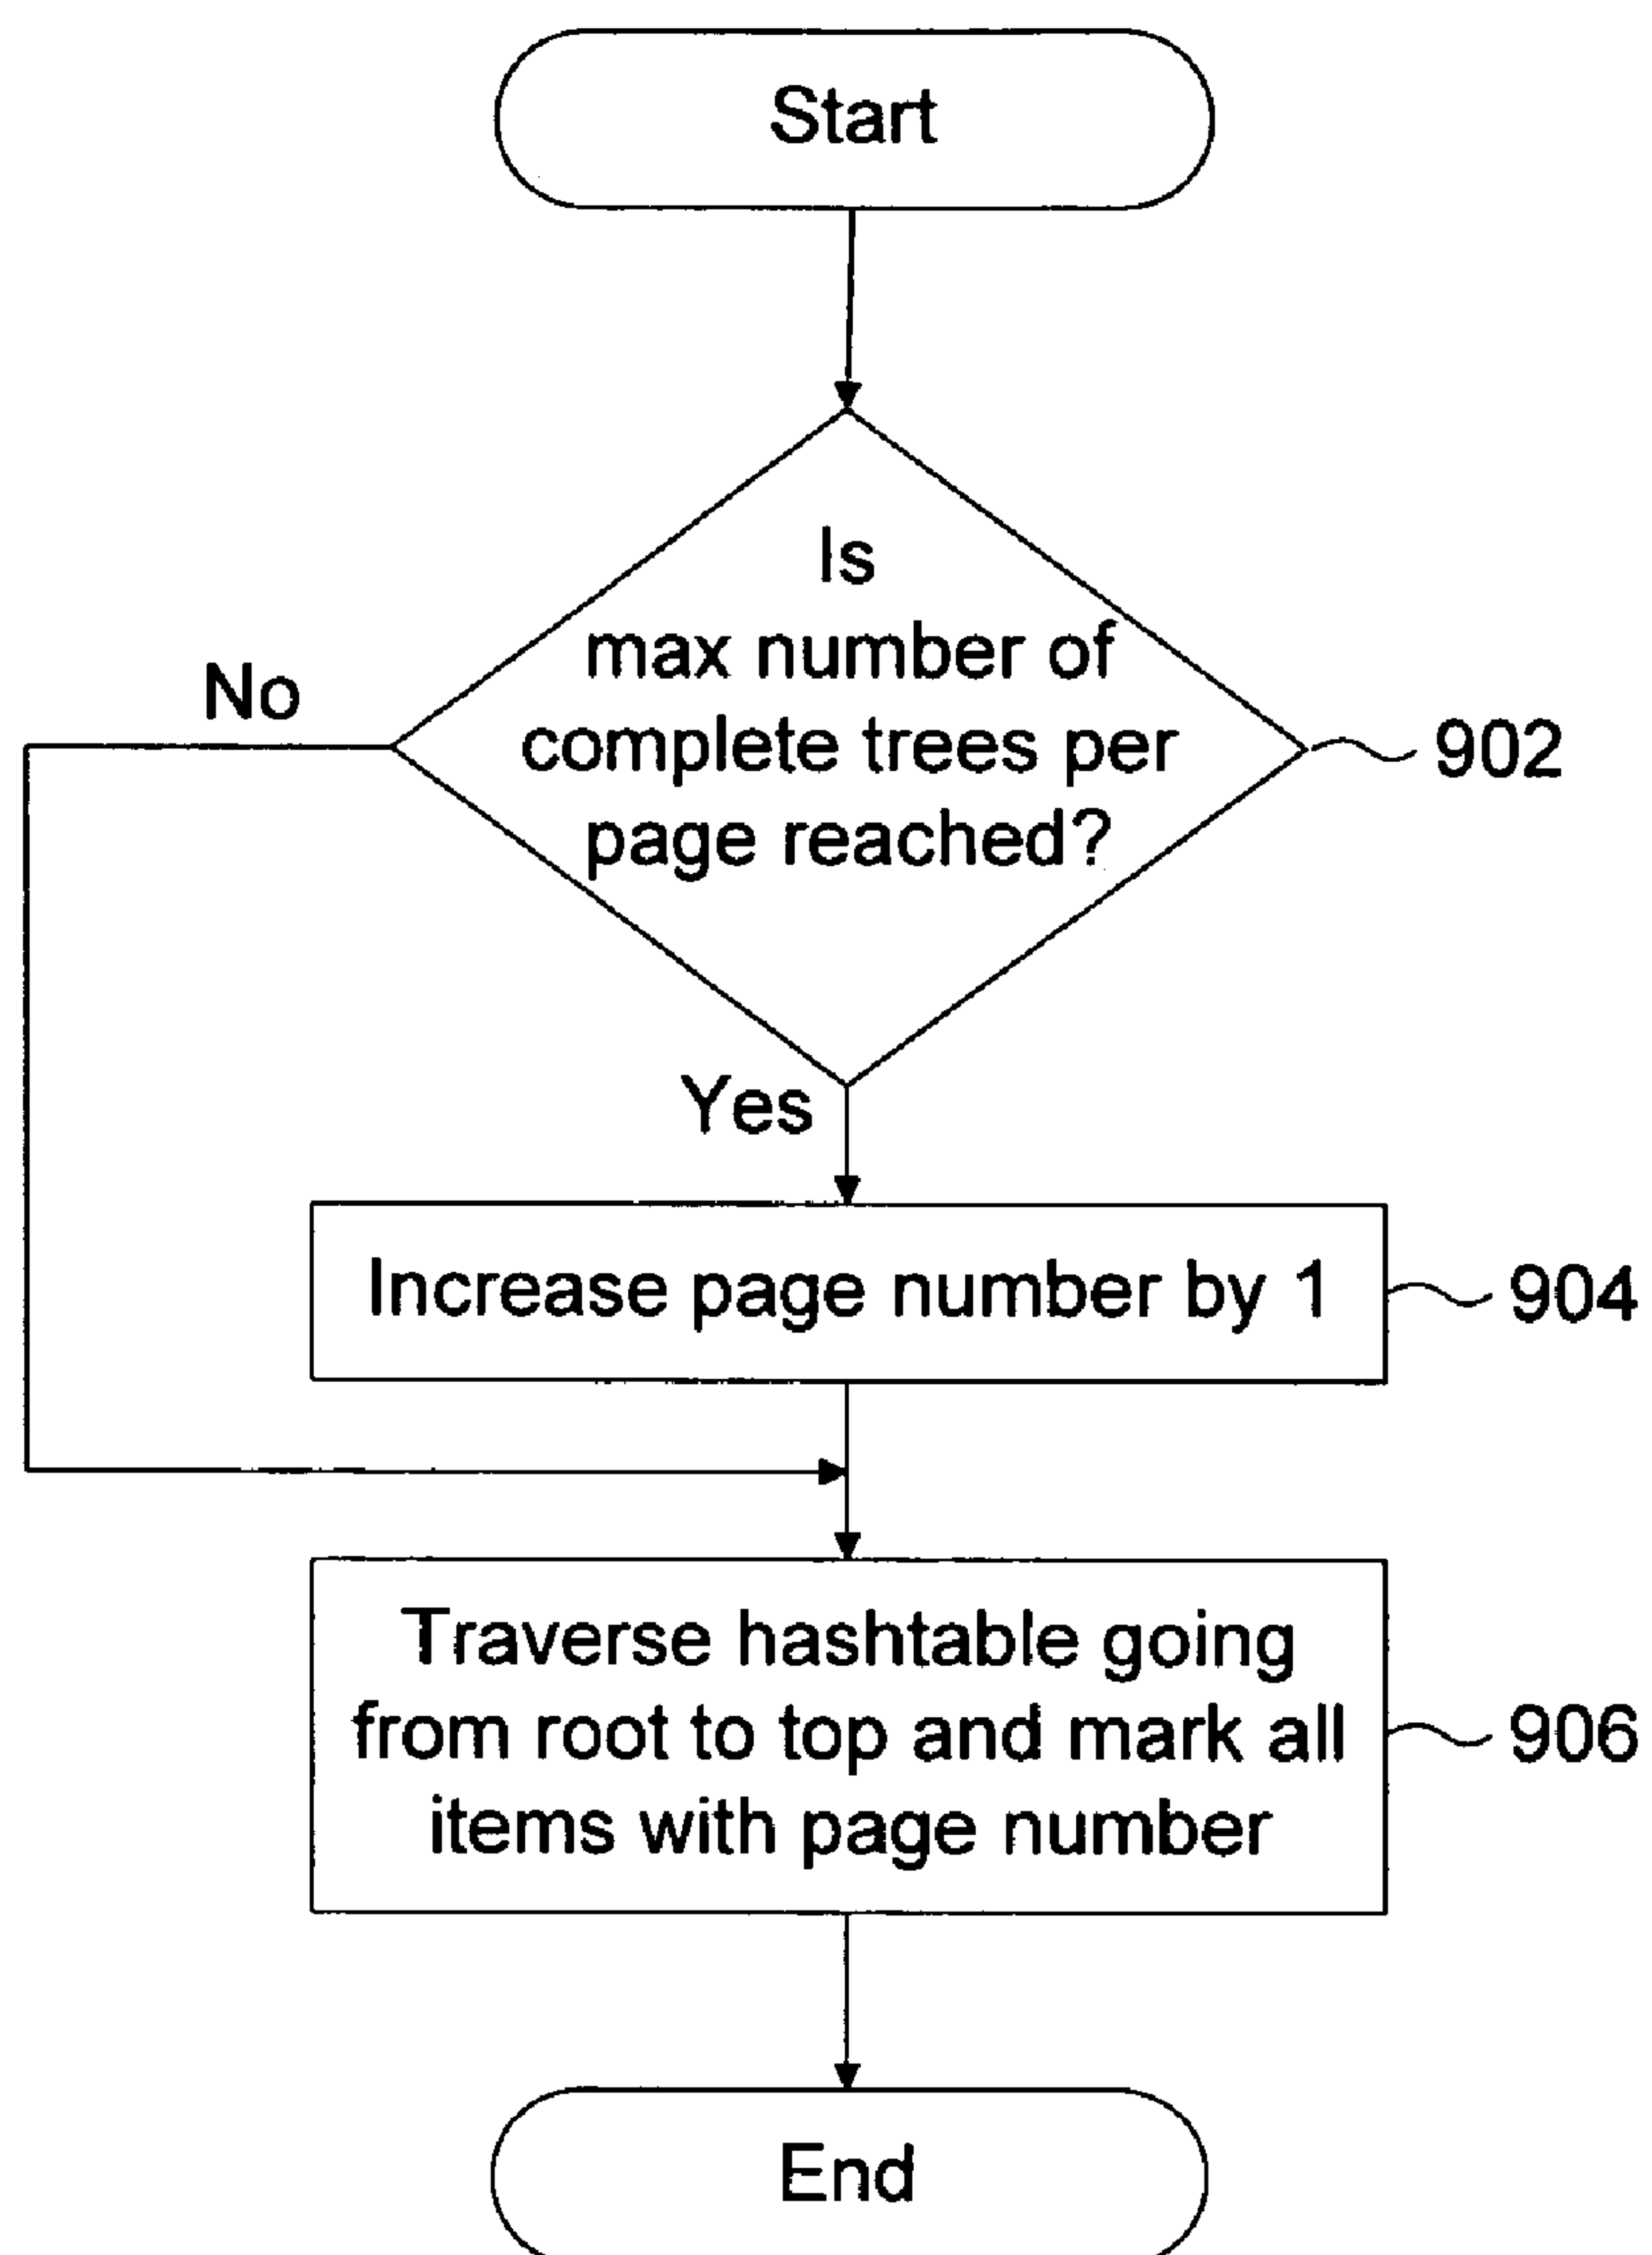 Start
Is
max number of
complete trees per
page reached?
902
No
Yes
Increase page number by 1
904
Traverse hashtable going
from root to top and mark all
items with page number
906
End